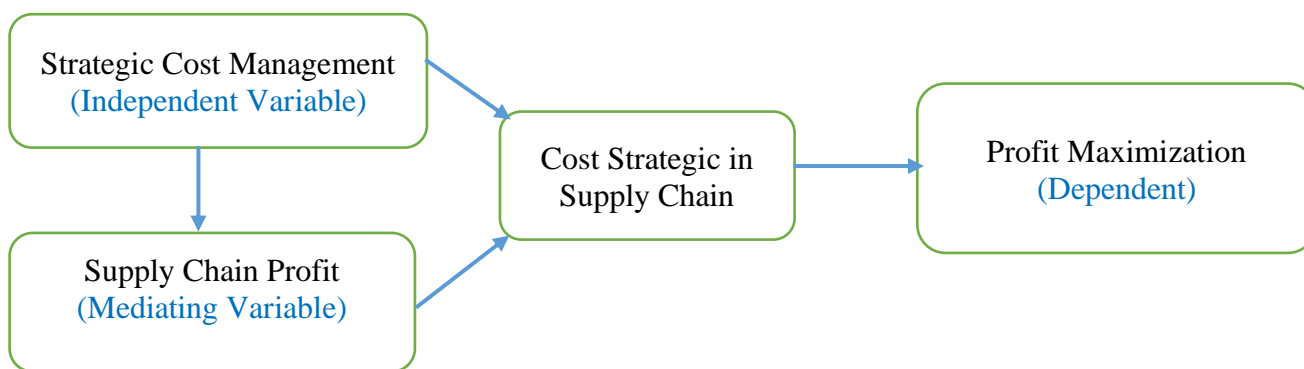 Strategic Cost Management
(Independent Variable)
Supply Chain Profit
(Mediating Variable)
Cost Strategic in
Supply Chain
Profit Maximization
(Dependent)